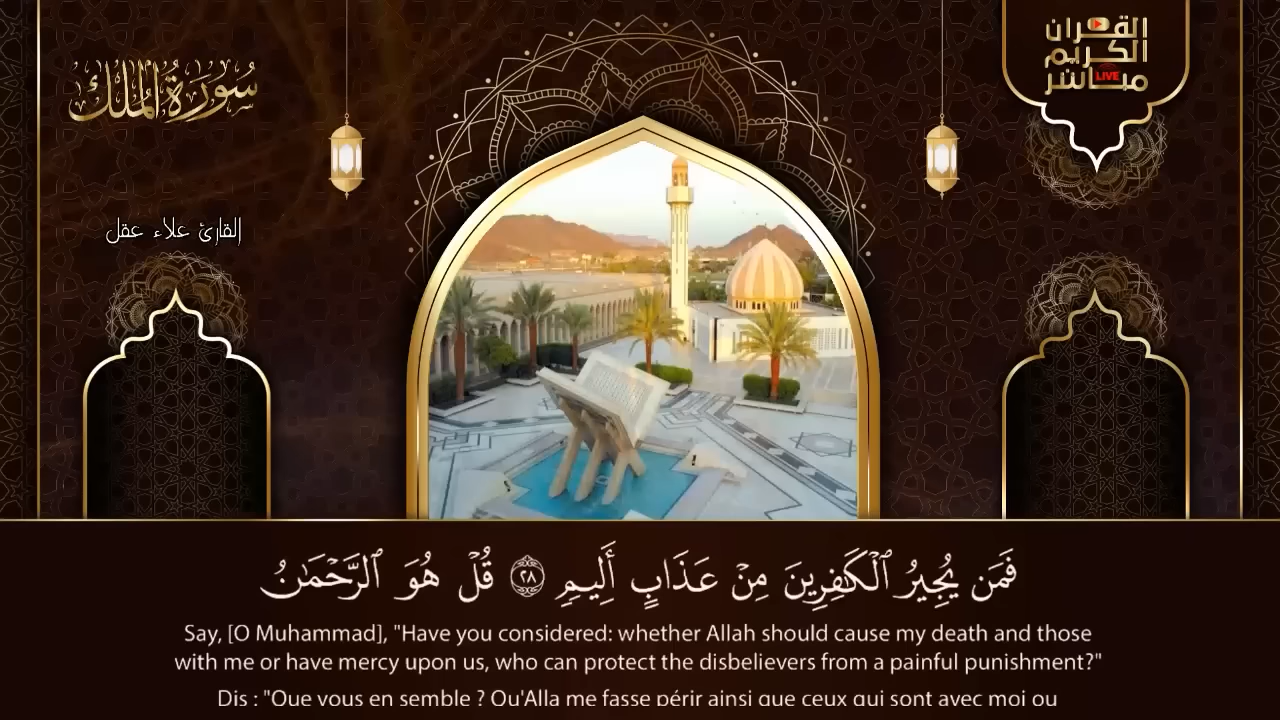 سُورَةُ المُلك
القرآن
الكريم
مباشر
LIVE
القارئ علاء عقل
فَمَن يُجِيرُ ٱلْكَٰفِرِينَ مِنْ عَذَابٍ أَلِيمٍ ٢٨ قُلْ هُوَ ٱلرَّحْمَٰنُ
Say, [O Muhammad], "Have you considered: whether Allah should cause my death and those
with me or have mercy upon us, who can protect the disbelievers from a painful punishment?"
Dis : "Que vous en semble ? Qu'Alla me fasse périr ainsi que ceux qui sont avec moi ou